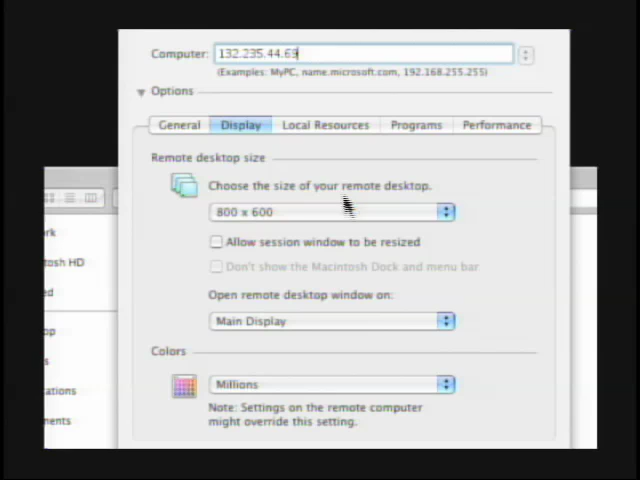 Computer: 132.235.44.69
(Examples: MyPC, name.microsoft.com, 192.168.255.255)
Options
General Display Local Resources Programs Performance
Remote desktop size
Choose the size of your remote desktop.
800 x 600
Allow session window to be resized
Don't show the Macintosh Dock and menu bar
Open remote desktop window on:
Main Display
Colors
Millions
Note: Settings on the remote computer
might override this setting.
rk
tosh HD
ed
op
s
ations
ments